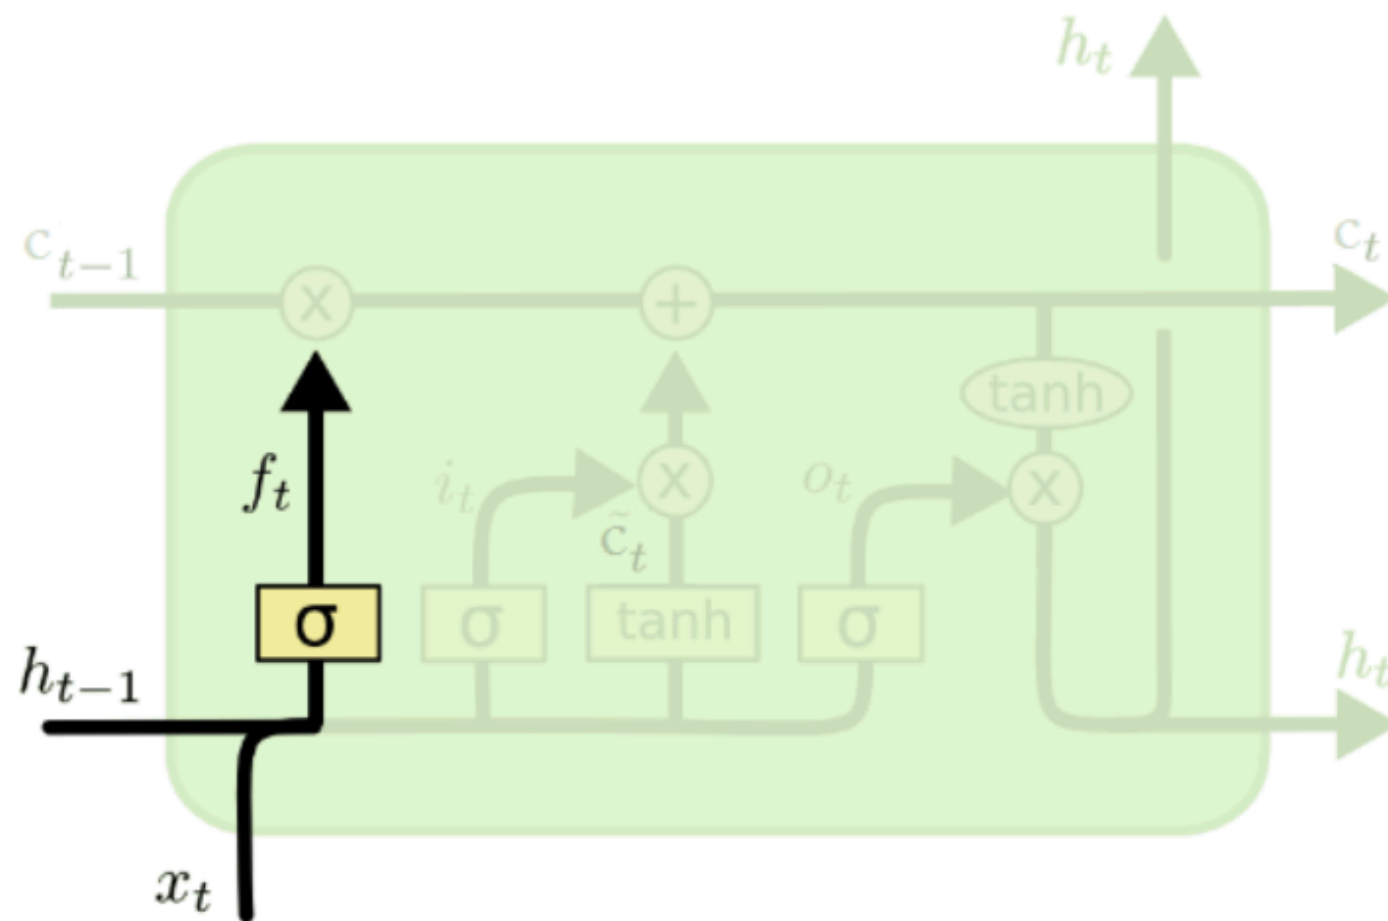 h_t
c_{t-1}
c_t
x
+
tanh
f_t
i_t
x
o_t
x
c̃_t
σ
σ
tanh
σ
h_{t-1}
h_t
x_t